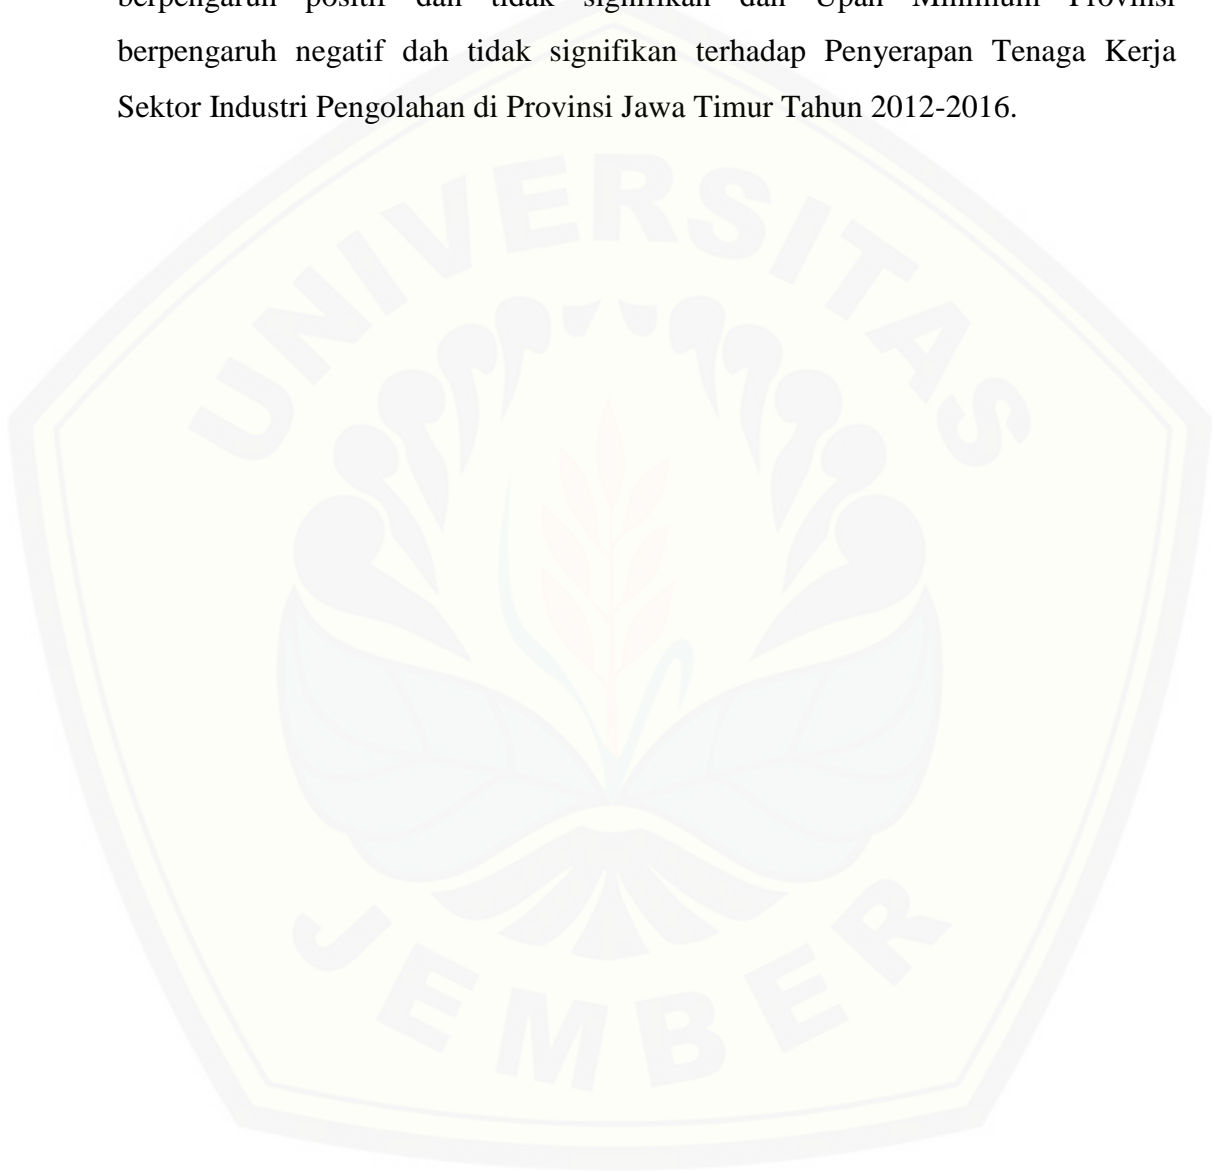 berpengaruh positif dan tidak signifikan dan Upah Minimum Provinsi
berpengaruh negatif dah tidak signifikan terhadap Penyerapan Tenaga Kerja
Sektor Industri Pengolahan di Provinsi Jawa Timur Tahun 2012-2016.
UNIVERSITAS
JEMBER